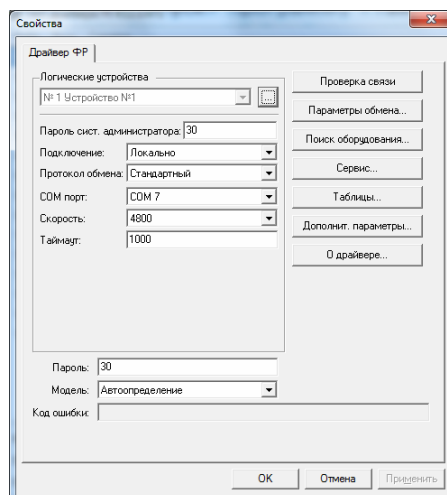 Свойства
Драйвер ФР
Логические устройства
№ 1 Устройство №1
...
Пароль сист. администратора: 30
Подключение: Локально
Протокол обмена: Стандартный
COM порт: COM 7
Скорость: 4800
Таймаут: 1000
Проверка связи
Параметры обмена...
Поиск оборудования...
Сервис...
Таблицы...
Дополнит. параметры...
О драйвере...
Пароль: 30
Модель: Автоопределение
Код ошибки:
OK Отмена Применить